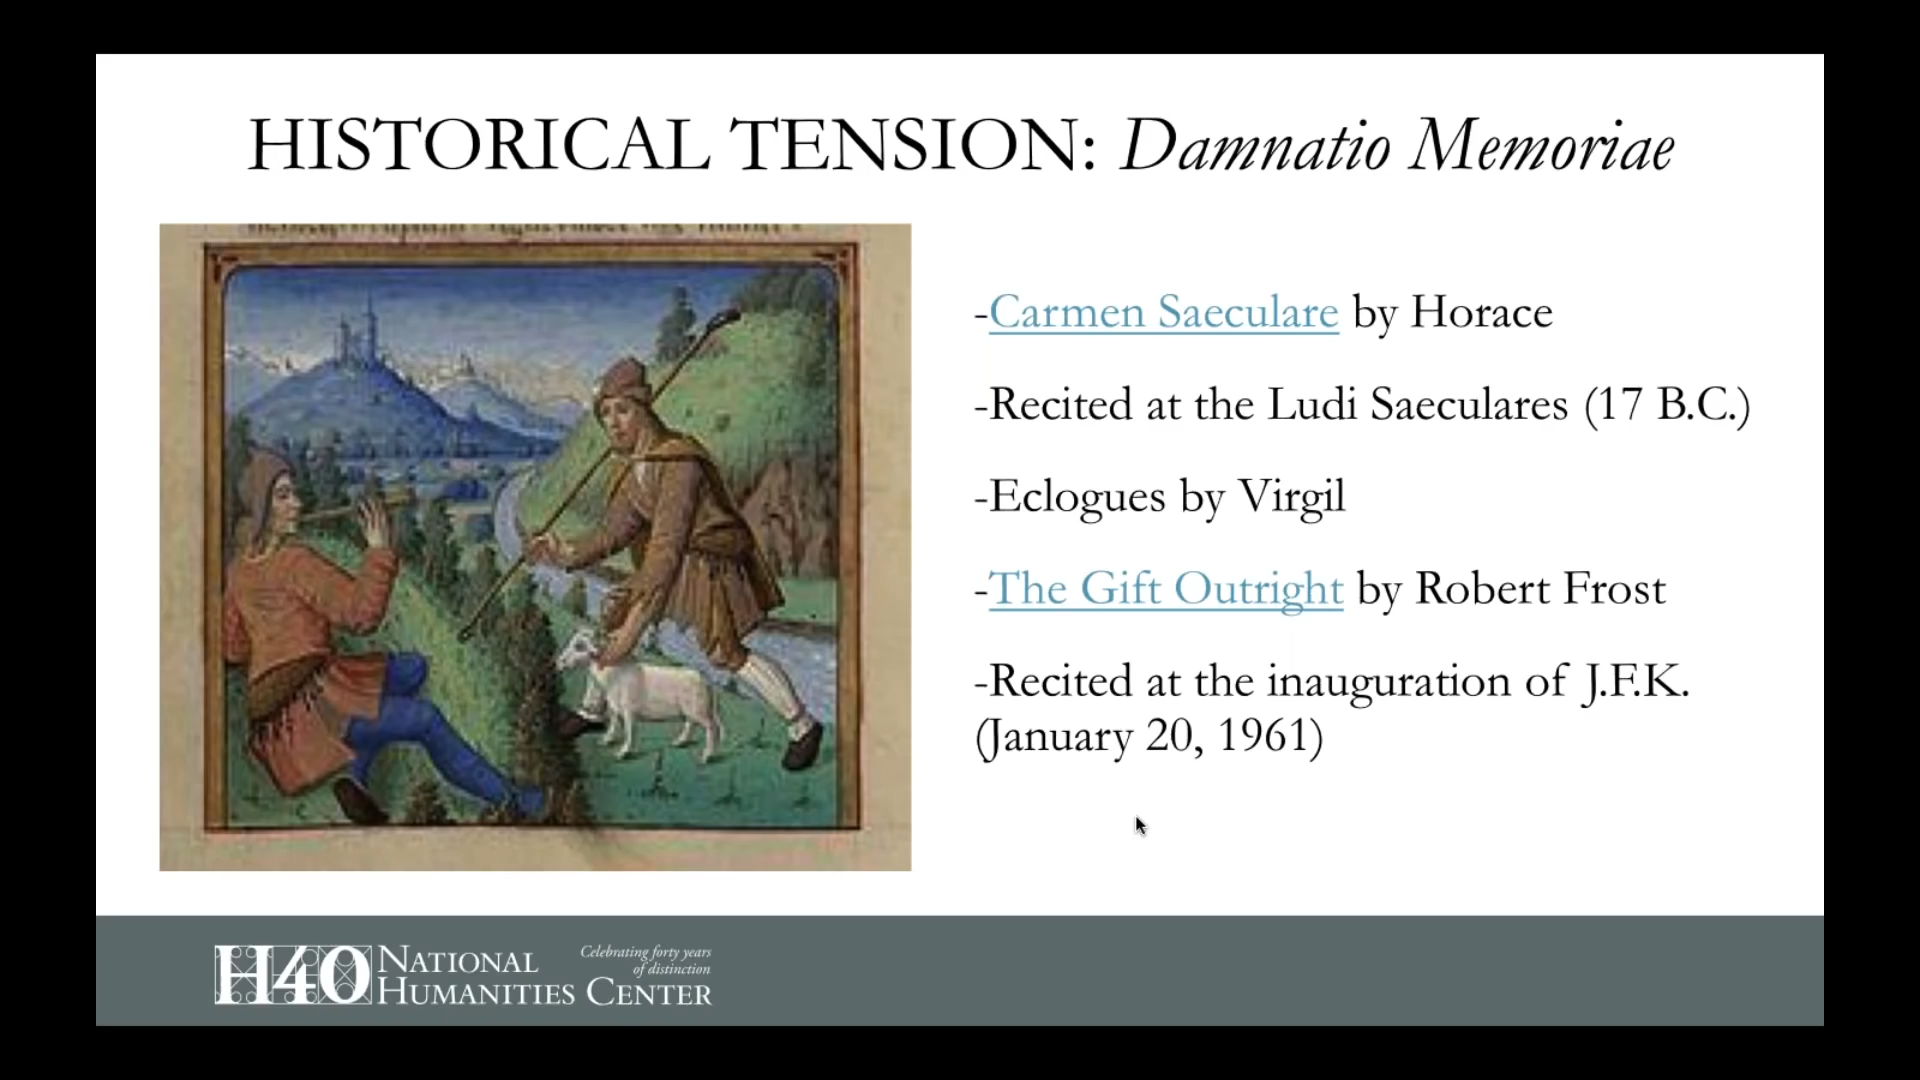 HISTORICAL TENSION: Damnatio Memoriae
-Carmen Saeculare by Horace
-Recited at the Ludi Saeculares (17 B.C.)
-Eclogues by Virgil
-The Gift Outright by Robert Frost
-Recited at the inauguration of J.F.K.
(January 20, 1961)
H40 NATIONAL HUMANITIES CENTER
Celebrating forty years
of distinction